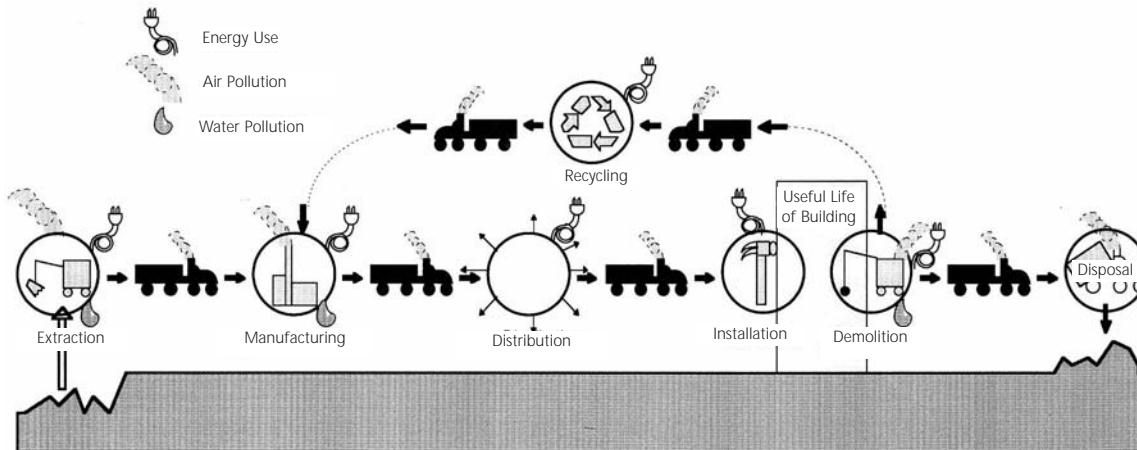 Energy Use
Air Pollution
Water Pollution
Recycling
Useful Life
of Building
Disposal
Extraction
Manufacturing
Distribution
Installation
Demolition